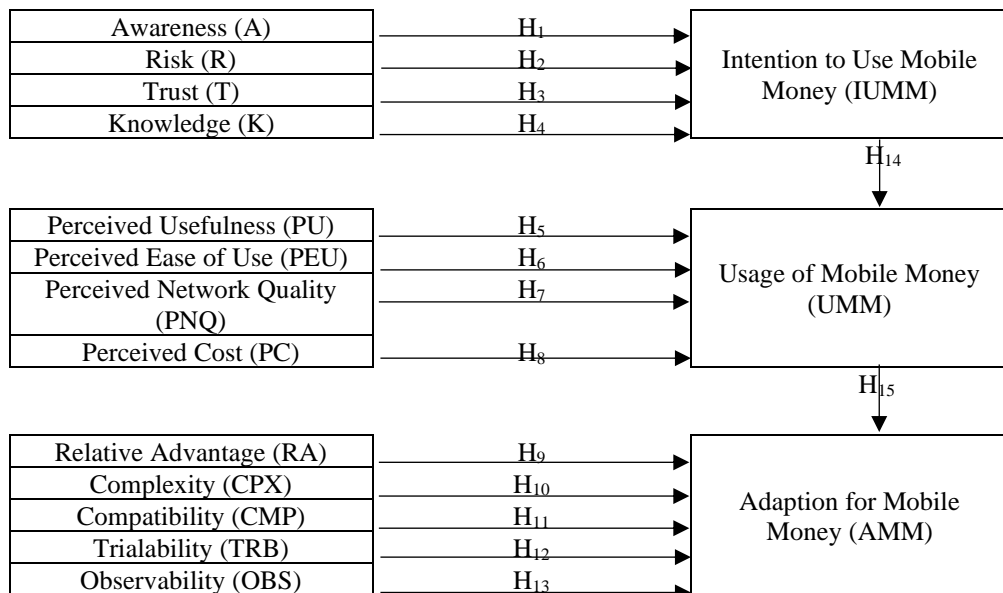 Awareness (A)
H₁
Risk (R)
H₂
Trust (T)
H₃
Knowledge (K)
H₄
Intention to Use Mobile
Money (IUMM)
H₁₄
Perceived Usefulness (PU)
H₅
Perceived Ease of Use (PEU)
H₆
Perceived Network Quality
(PNQ)
H₇
Perceived Cost (PC)
H₈
Usage of Mobile Money
(UMM)
H₁₅
Relative Advantage (RA)
H₉
Complexity (CPX)
H₁₀
Compatibility (CMP)
H₁₁
Trialability (TRB)
H₁₂
Observability (OBS)
H₁₃
Adaption for Mobile
Money (AMM)